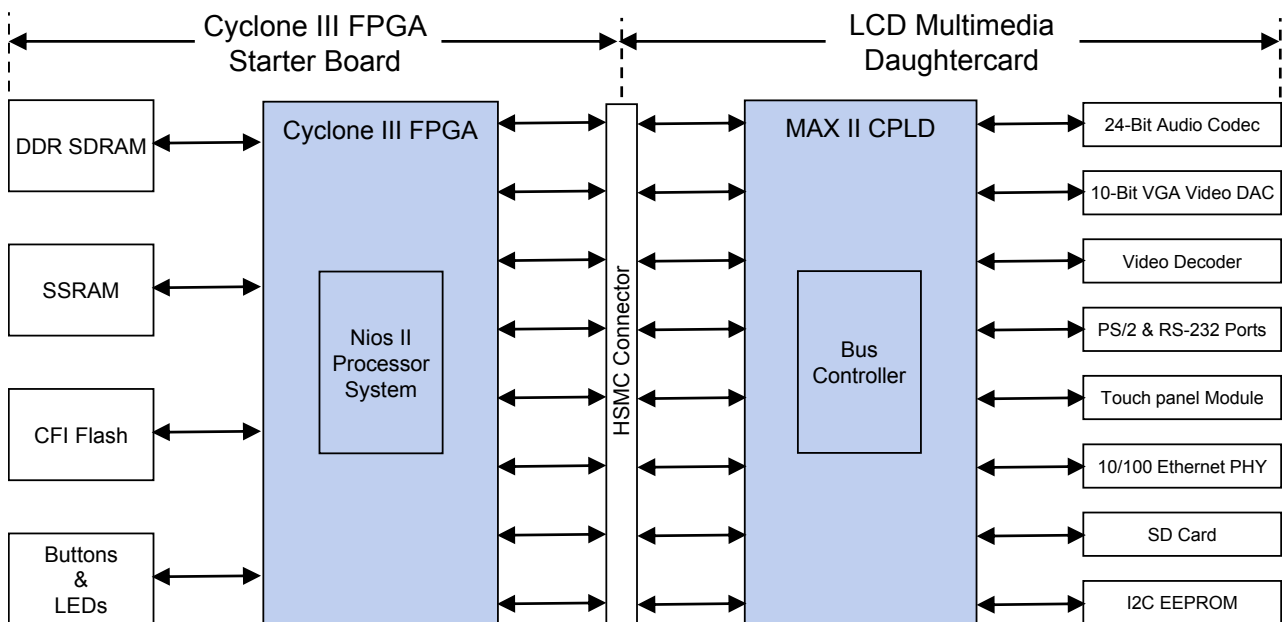 Cyclone III FPGA
Starter Board
LCD Multimedia
Daughtercard
DDR SDRAM
SSRAM
CFI Flash
Buttons
&
LEDs
Cyclone III FPGA
Nios II
Processor
System
HSMC Connector
MAX II CPLD
Bus
Controller
24-Bit Audio Codec
10-Bit VGA Video DAC
Video Decoder
PS/2 & RS-232 Ports
Touch panel Module
10/100 Ethernet PHY
SD Card
I2C EEPROM